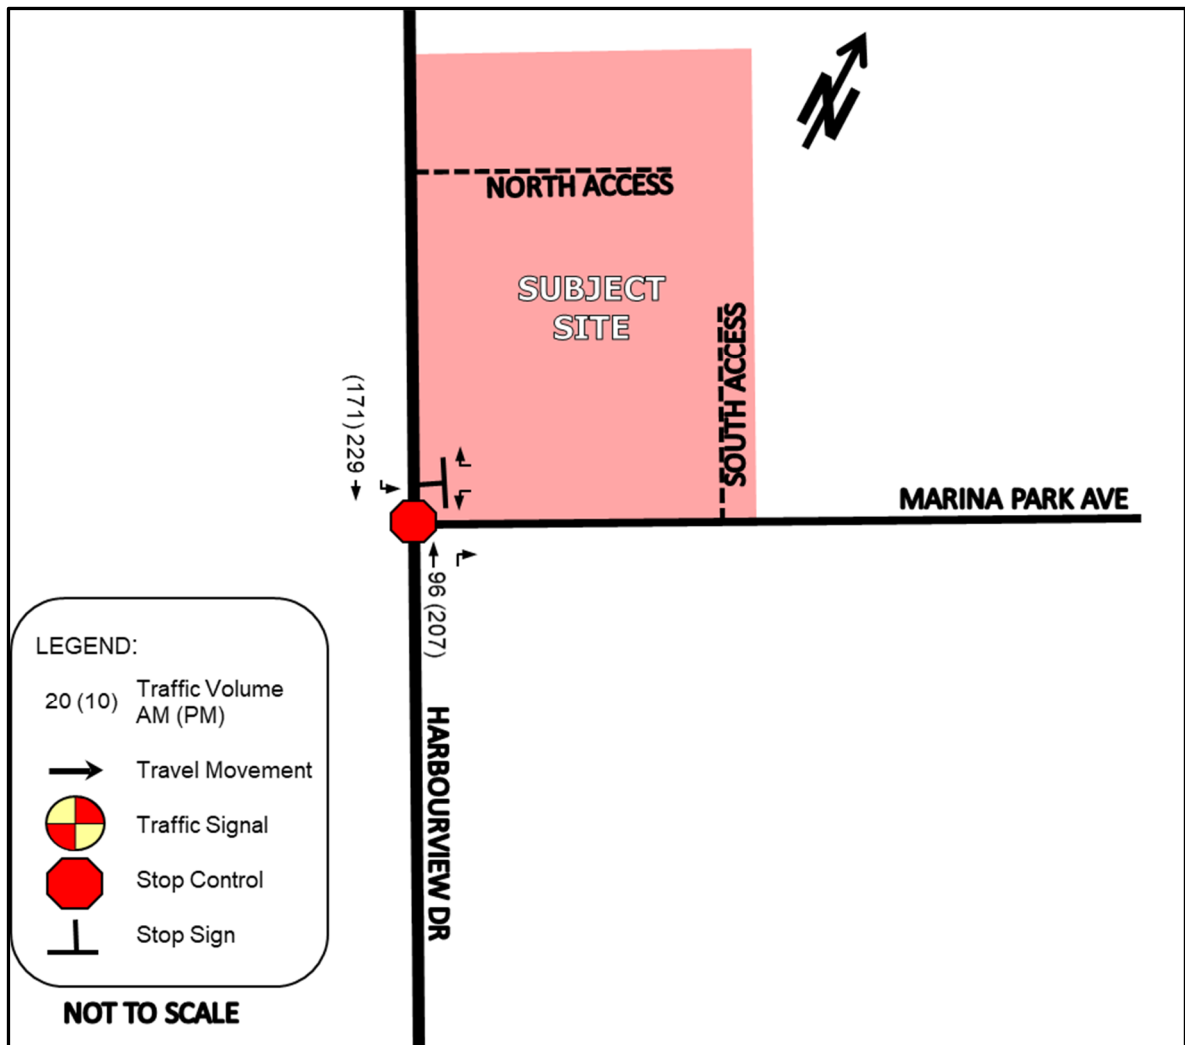 N
NORTH ACCESS
SUBJECT
SITE
SOUTH ACCESS
(171) 229
MARINA PARK AVE
96 (207)
HARBOURVIEW DR
LEGEND:
20 (10) Traffic Volume
AM (PM)
Travel Movement
Traffic Signal
Stop Control
Stop Sign
NOT TO SCALE